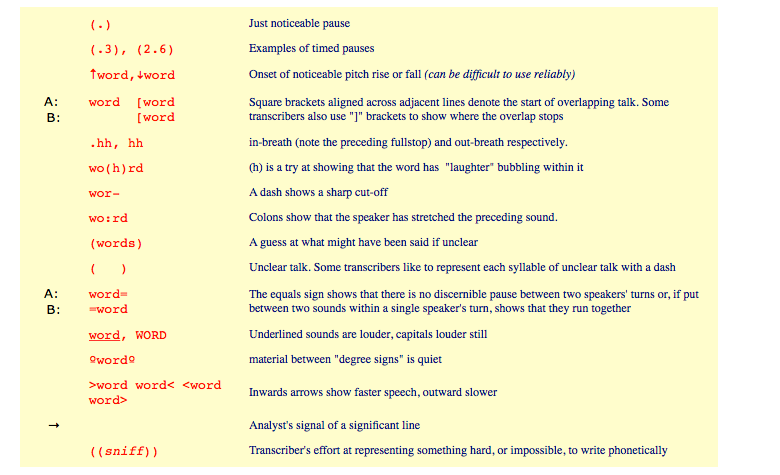 (.) Just noticeable pause
(.3), (2.6) Examples of timed pauses
↑word,↓word Onset of noticeable pitch rise or fall (can be difficult to use reliably)
A: word [word Square brackets aligned across adjacent lines denote the start of overlapping talk. Some
B: [word transcribers also use "]" brackets to show where the overlap stops
.hh, hh in-breath (note the preceding fullstop) and out-breath respectively.
wo(h)rd (h) is a try at showing that the word has "laughter" bubbling within it
wor- A dash shows a sharp cut-off
wo:rd Colons show that the speaker has stretched the preceding sound.
(words) A guess at what might have been said if unclear
( ) Unclear talk. Some transcribers like to represent each syllable of unclear talk with a dash
A: word= The equals sign shows that there is no discernible pause between two speakers' turns or, if put
B: =word between two sounds within a single speaker's turn, shows that they run together
word, WORD Underlined sounds are louder, capitals louder still
ºwordº material between "degree signs" is quiet
>word word< <word
word> Inwards arrows show faster speech, outward slower
→ Analyst's signal of a significant line
((sniff)) Transcriber's effort at representing something hard, or impossible, to write phonetically